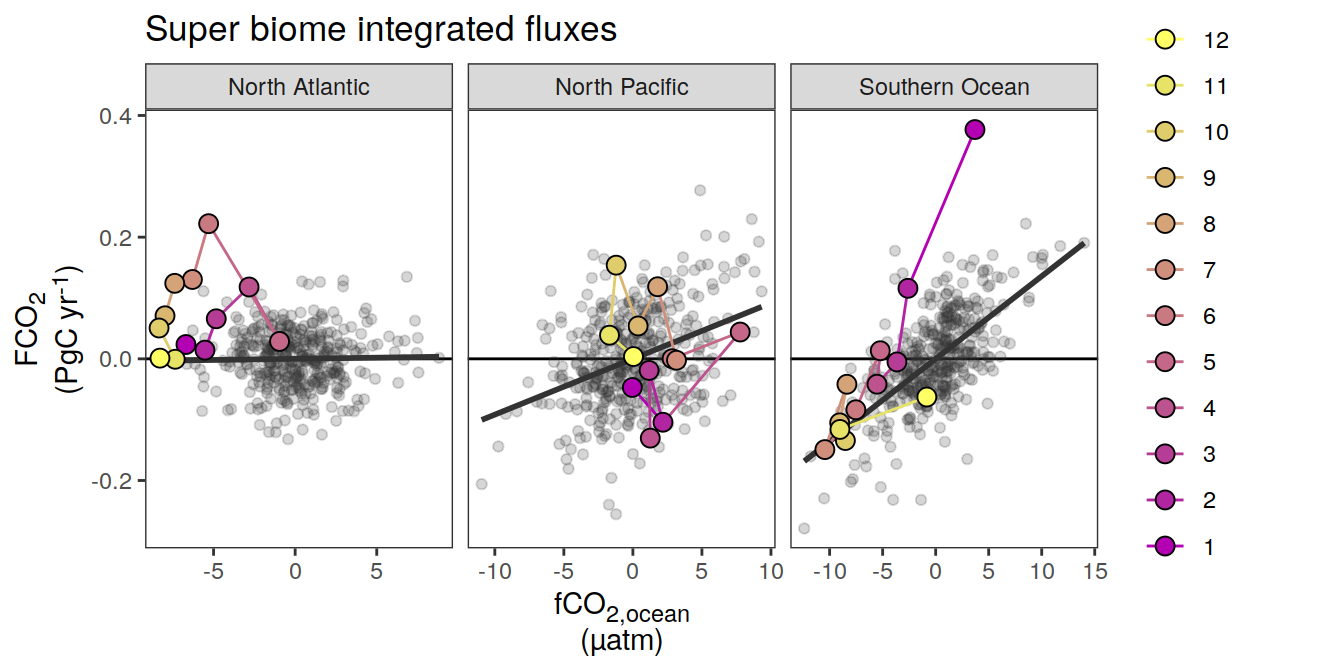 Super biome integrated fluxes
North Atlantic
North Pacific
Southern Ocean
0.4
0.2
0.0
-0.2
FCO2
(PgC yr-1)
-5 0 5
-10 -5 0 5 10
-10 -5 0 5 10 15
fCO2,ocean
(µatm)
12
11
10
9
8
7
6
5
4
3
2
1